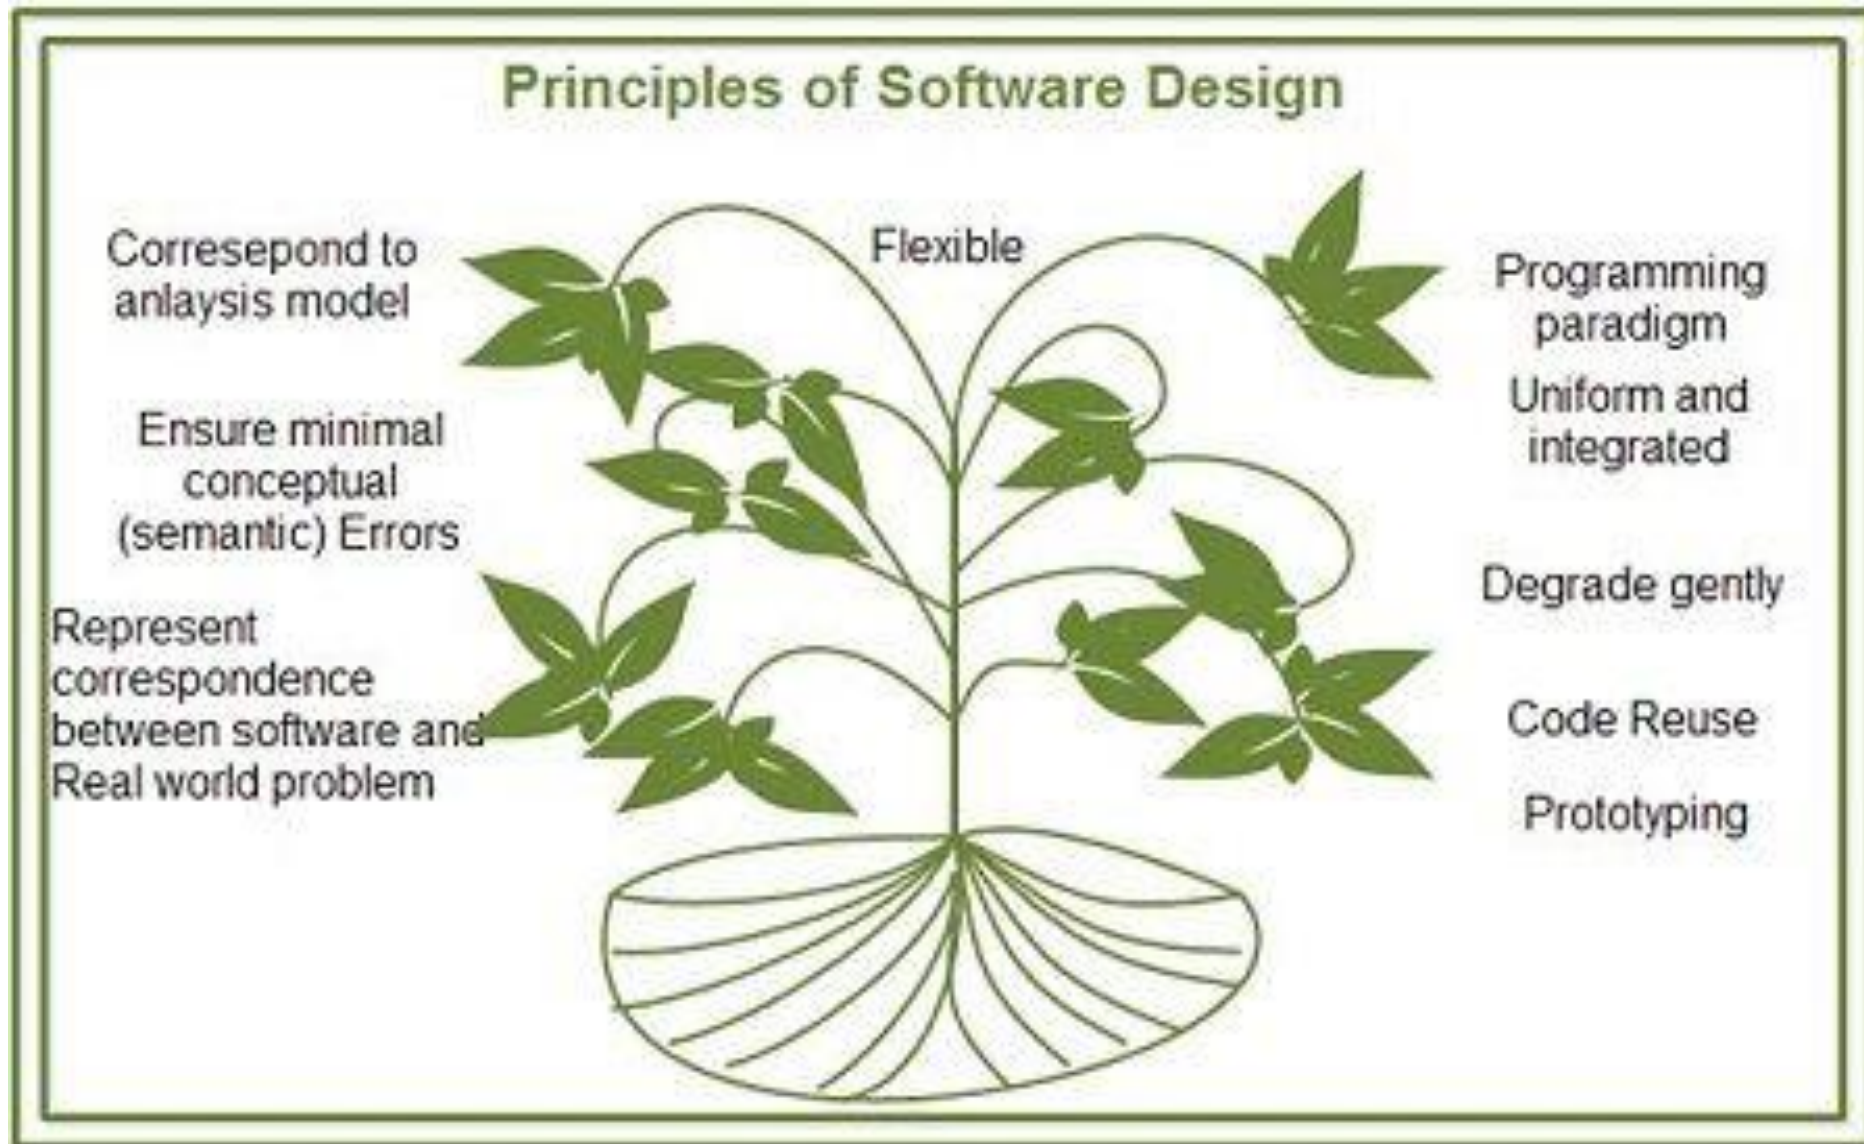 Principles of Software Design
Corresepond to
anlaysis model
Ensure minimal
conceptual
(semantic) Errors
Represent
correspondence
between software and
Real world problem
Flexible
Programming
paradigm
Uniform and
integrated
Degrade gently
Code Reuse
Prototyping